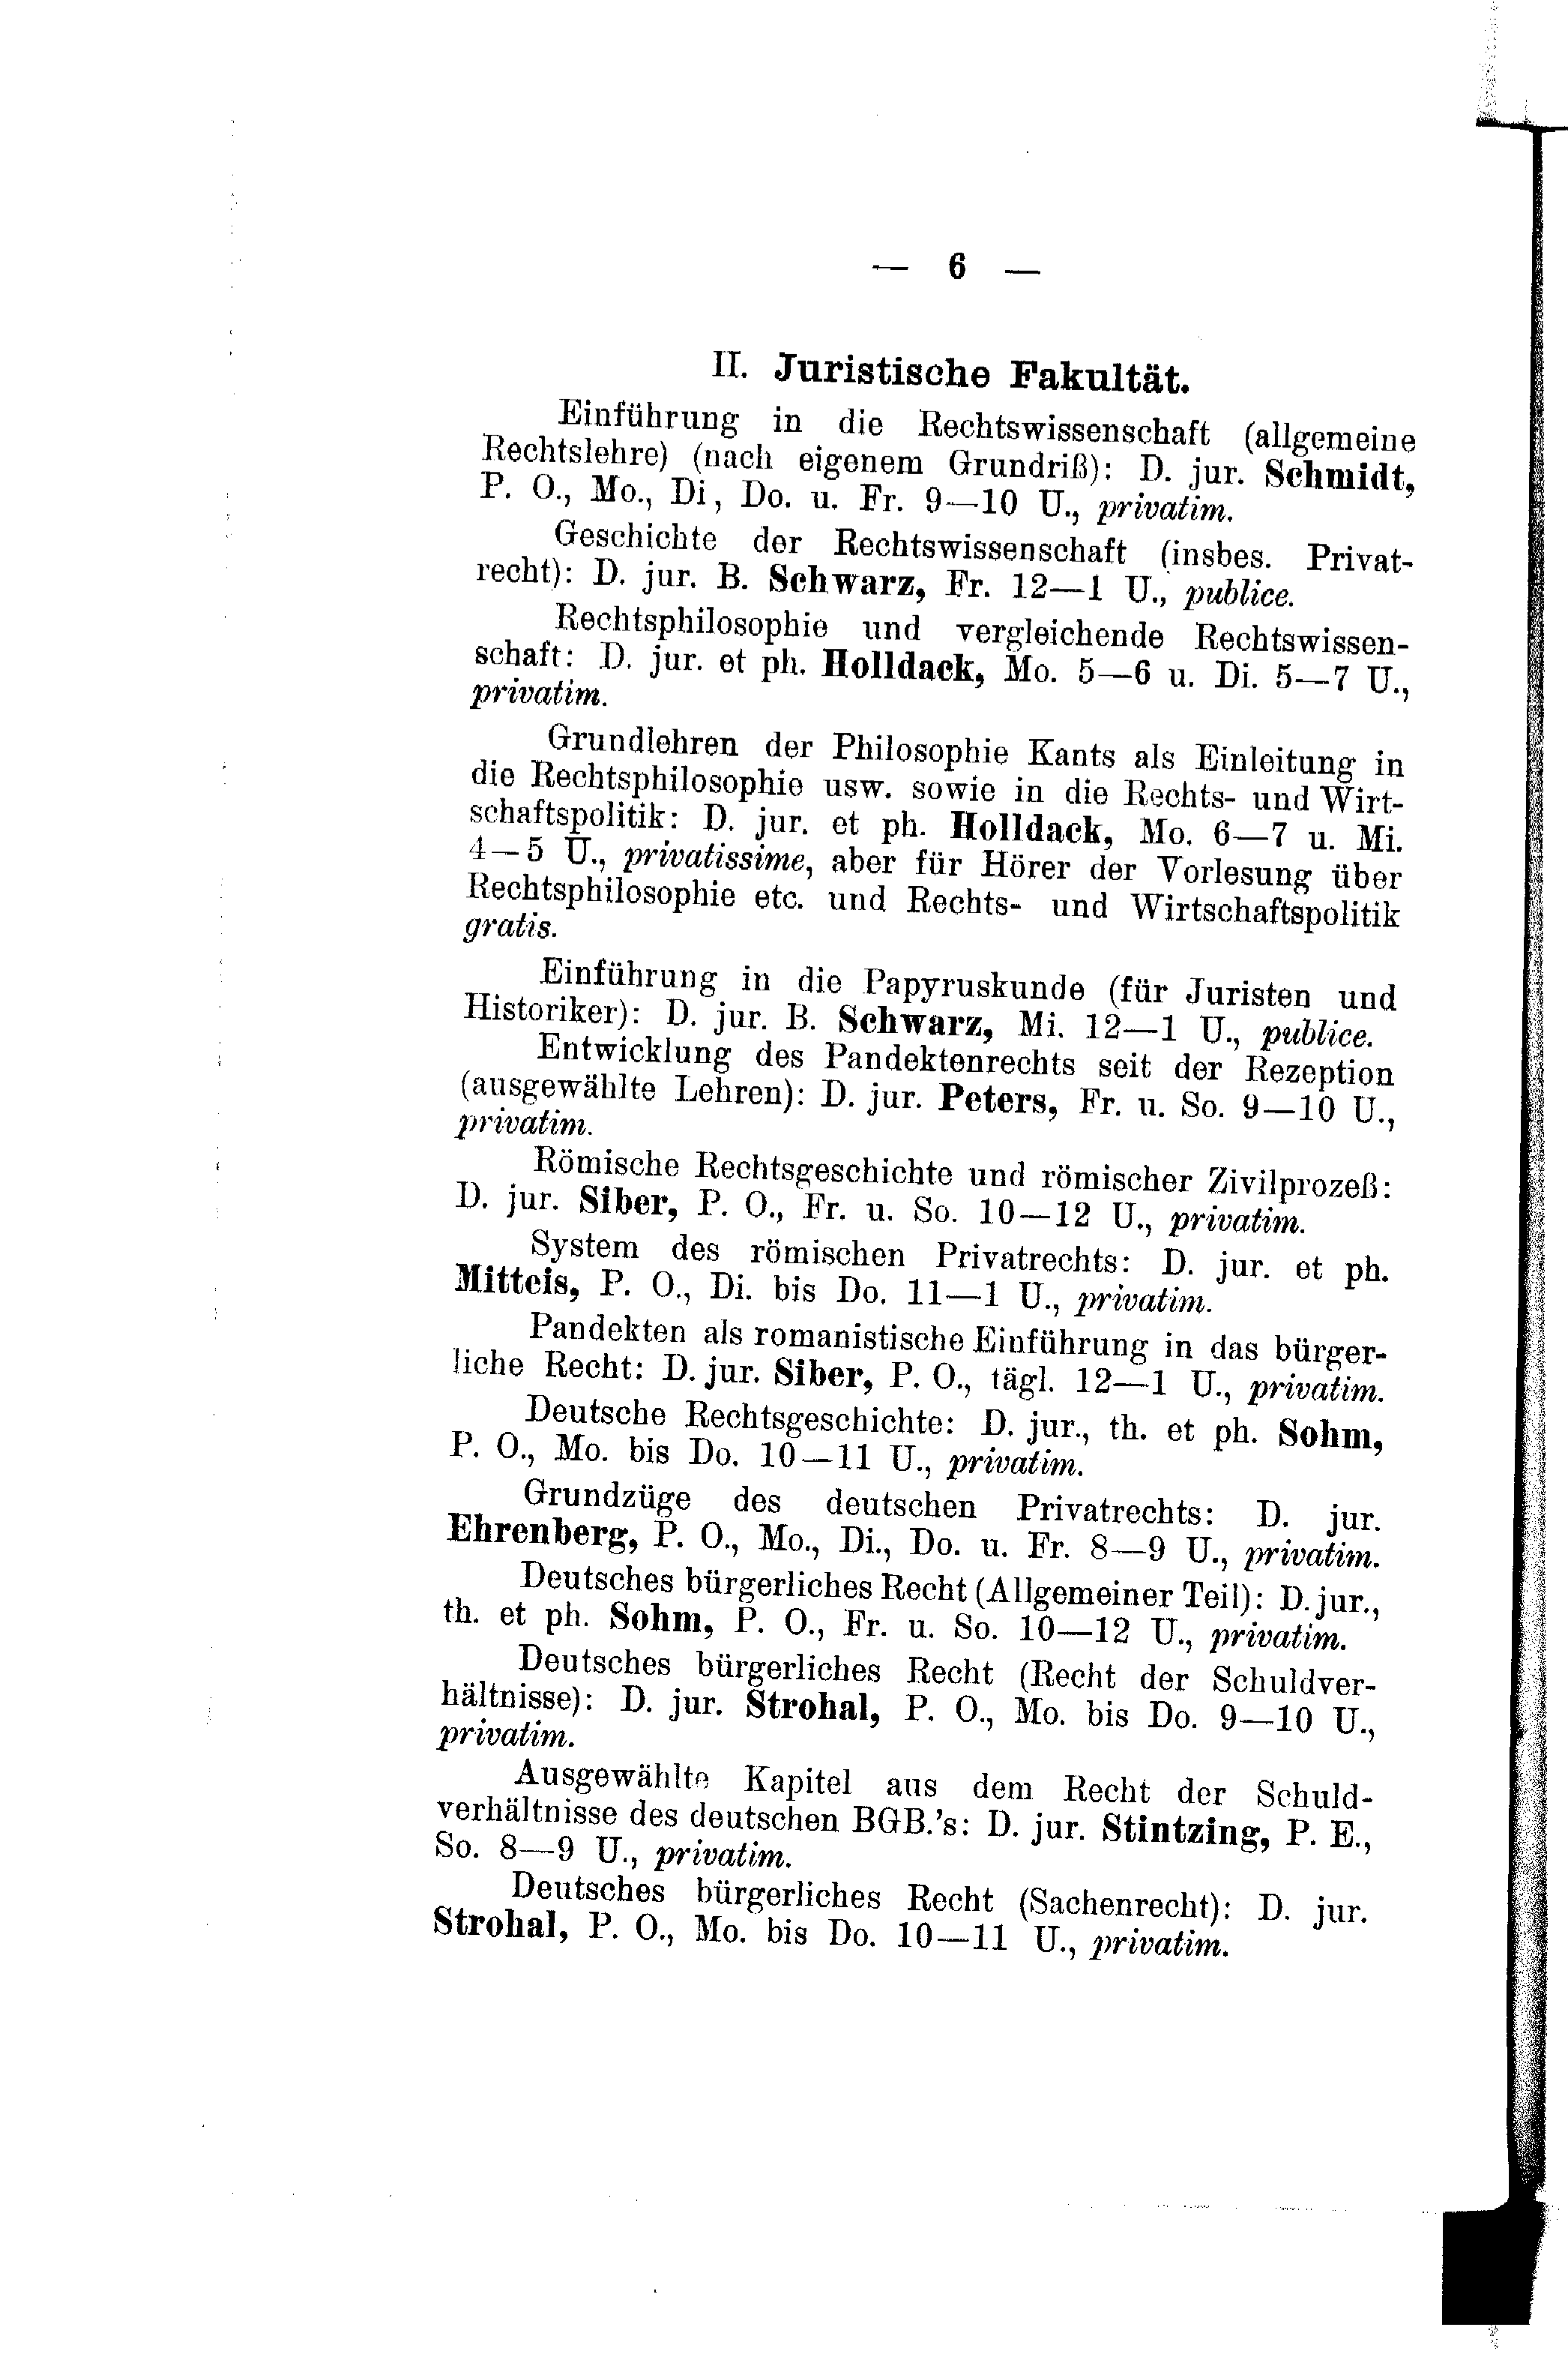 — 6 —
II. Juristische Fakultät.
Einführung in die Rechtswissenschaft (allgemeine
Rechtslehre) (nach eigenem Grundriß): D. jur. Schmidt,
P. O., Mo., Di, Do. u. Fr. 9—10 U., privatim.
Geschichte der Rechtswissenschaft (insbes. Privat-
recht): D. jur. B. Schwarz, Fr. 12—1 U., publice.
Rechtsphilosophie und vergleichende Rechtswissen-
schaft: D. jur. et ph. Holldack, Mo. 5—6 u. Di. 5—7 U.,
privatim.
Grundlehren der Philosophie Kants als Einleitung in
die Rechtsphilosophie usw. sowie in die Rechts- und Wirt-
schaftspolitik: D. jur. et ph. Holldack, Mo. 6—7 u. Mi.
4—5 U., privatissime, aber für Hörer der Vorlesung über
Rechtsphilosophie etc. und Rechts- und Wirtschaftspolitik
gratis.
Einführung in die Papyruskunde (für Juristen und
Historiker): D. jur. B. Schwarz, Mi. 12—1 U., publice.
Entwicklung des Pandektenrechts seit der Rezeption
(ausgewählte Lehren): D. jur. Peters, Fr. u. So. 9—10 U.,
privatim.
Römische Rechtsgeschichte und römischer Zivilprozeß:
D. jur. Siber, P. O., Fr. u. So. 10—12 U., privatim.
System des römischen Privatrechts: D. jur. et ph.
Mitteis, P. O., Di. bis Do. 11—1 U., privatim.
Pandekten als romanistische Einführung in das bürger-
liche Recht: D. jur. Siber, P. O., tägl. 12—1 U., privatim.
Deutsche Rechtsgeschichte: D. jur., th. et ph. Sohm,
P. O., Mo. bis Do. 10—11 U., privatim.
Grundzüge des deutschen Privatrechts: D. jur.
Ehrenberg, P. O., Mo., Di., Do. u. Fr. 8—9 U., privatim.
Deutsches bürgerliches Recht (Allgemeiner Teil): D. jur.,
th. et ph. Sohm, P. O., Fr. u. So. 10—12 U., privatim.
Deutsches bürgerliches Recht (Recht der Schuldver-
hältnisse): D. jur. Strohal, P. O., Mo. bis Do. 9—10 U.,
privatim.
Ausgewählte Kapitel aus dem Recht der Schuld-
verhältnisse des deutschen BGB.'s: D. jur. Stintzing, P. E.,
So. 8—9 U., privatim.
Deutsches bürgerliches Recht (Sachenrecht): D. jur.
Strohal, P. O., Mo. bis Do. 10—11 U., privatim.